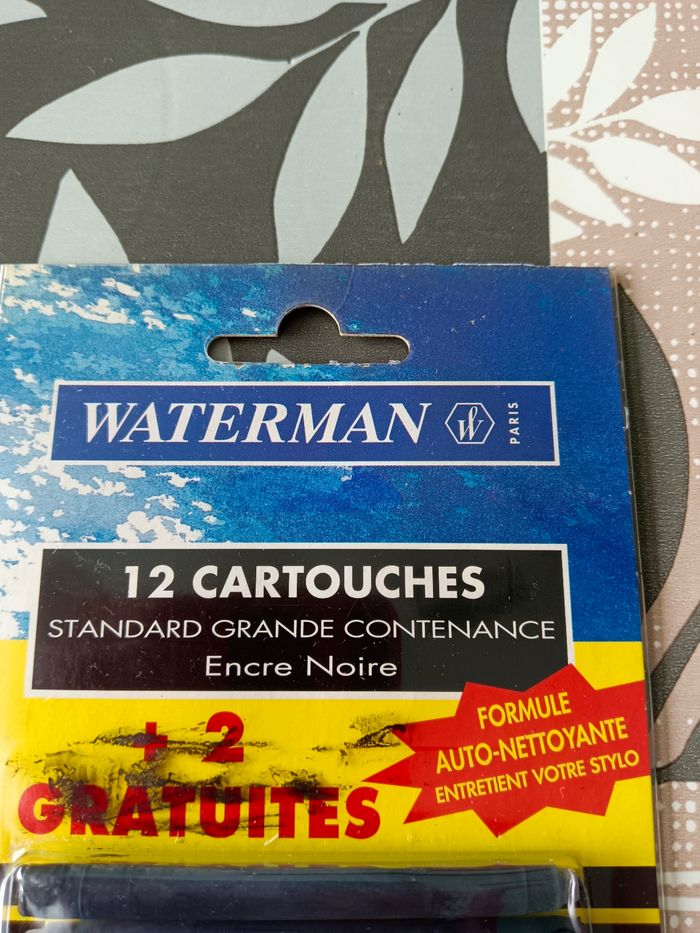 WATERMAN W PARIS
12 CARTOUCHES
STANDARD GRANDE CONTENANCE
Encre Noire
+ 2
GRATUITES
FORMULE
AUTO-NETTOYANTE
ENTRETIENT VOTRE STYLO